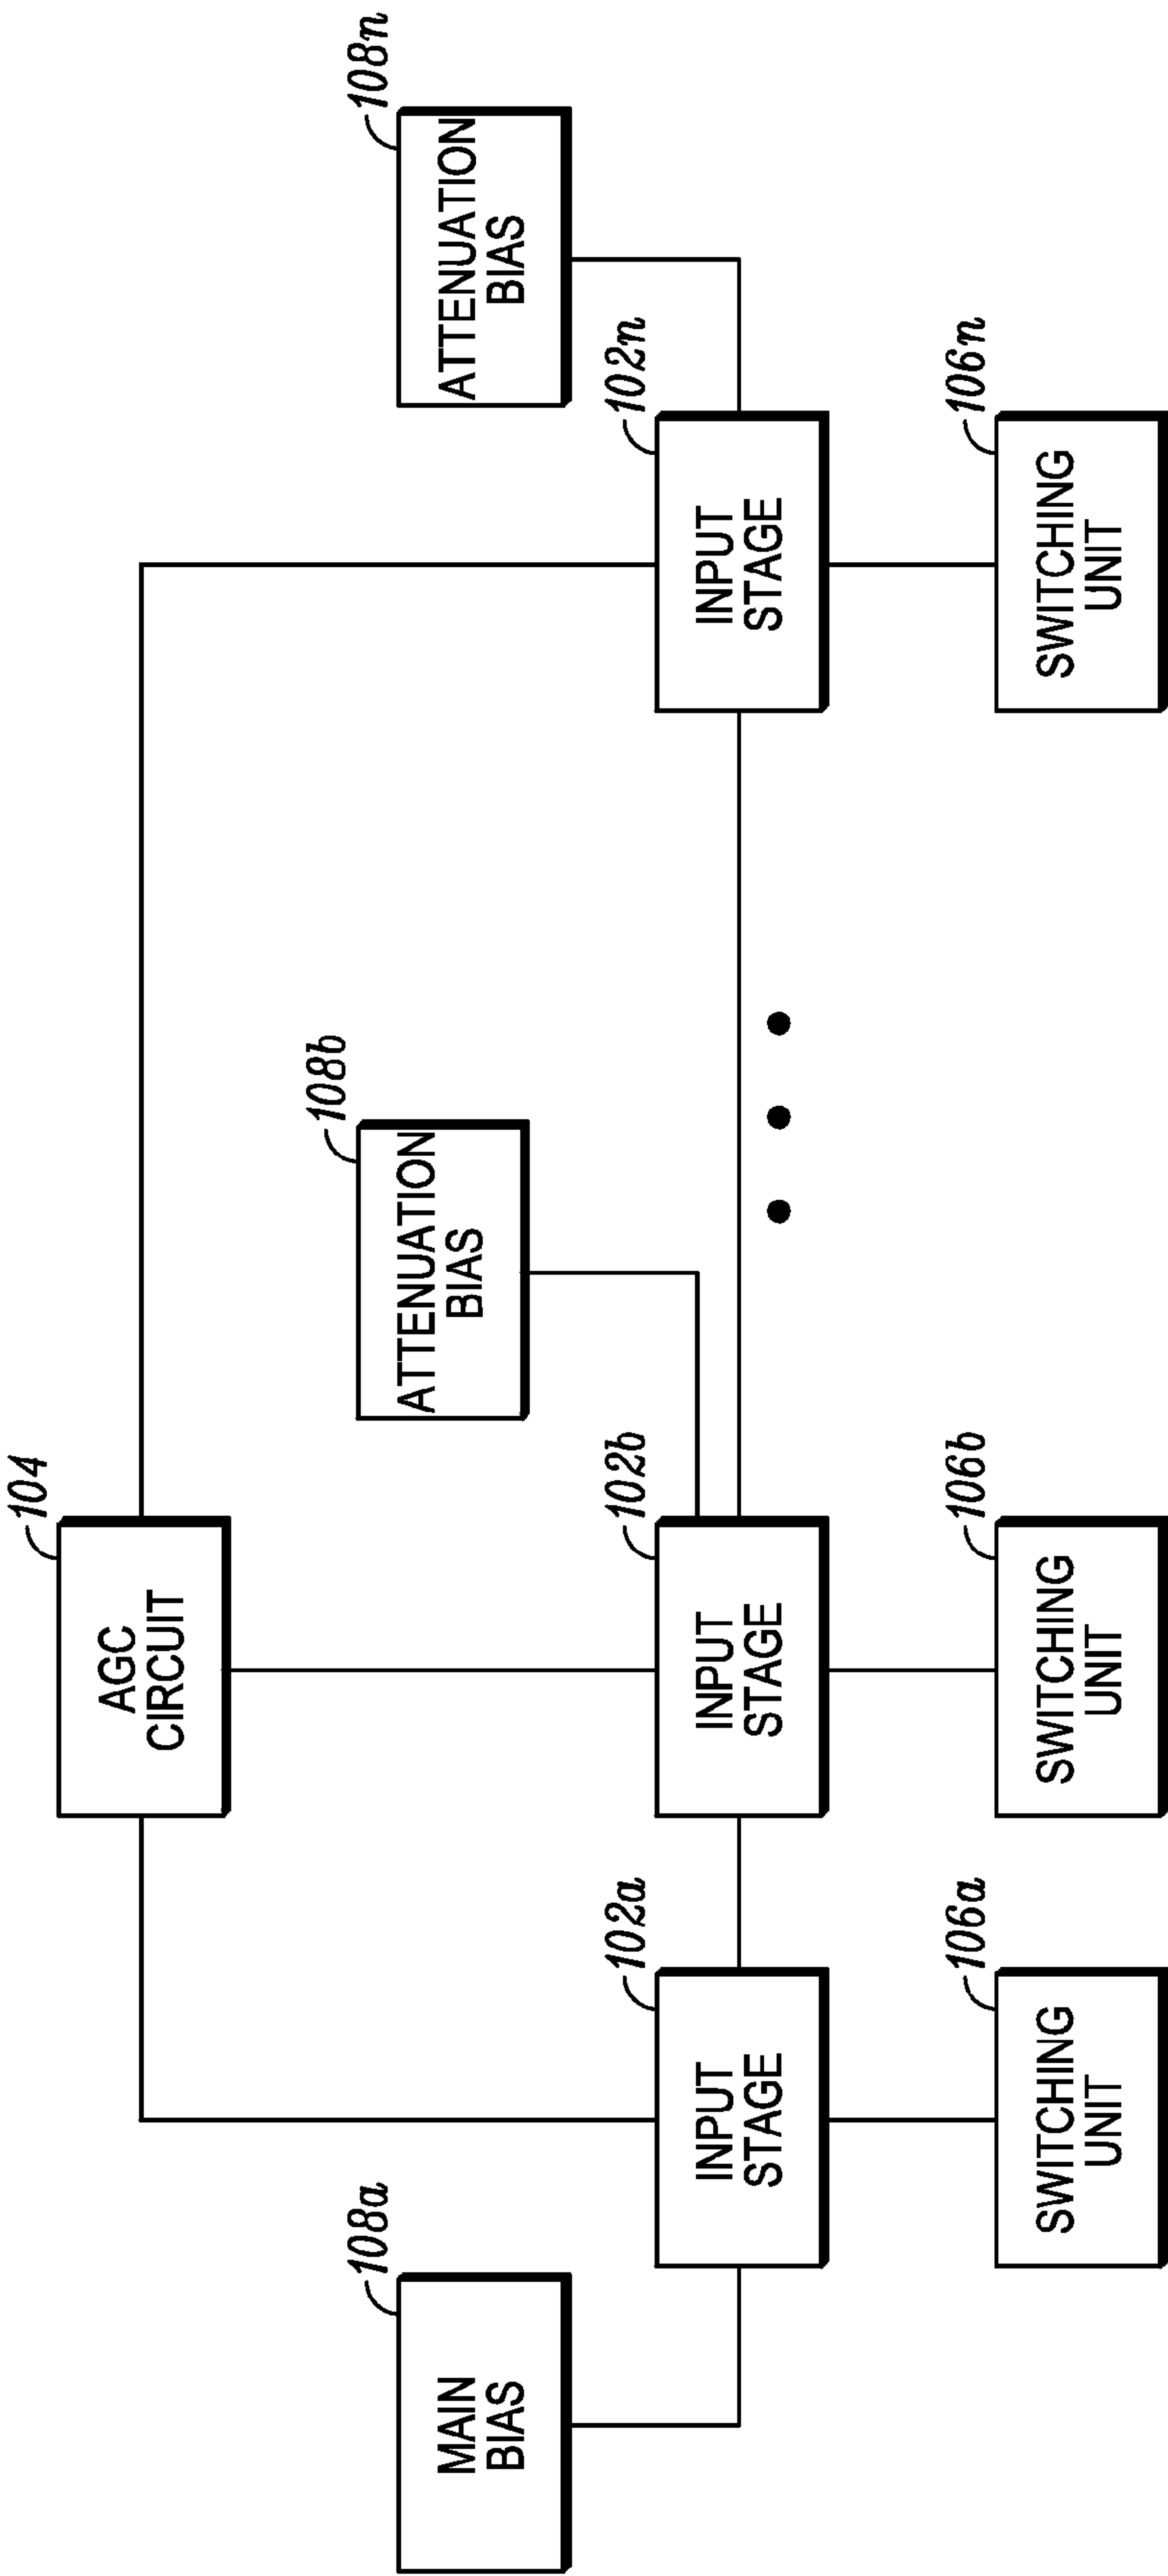 104
AGC
CIRCUIT
108a
MAIN
BIAS
108b
ATTENUATION
BIAS
108n
ATTENUATION
BIAS
102a
INPUT
STAGE
102b
INPUT
STAGE
102n
INPUT
STAGE
106a
SWITCHING
UNIT
106b
SWITCHING
UNIT
106n
SWITCHING
UNIT